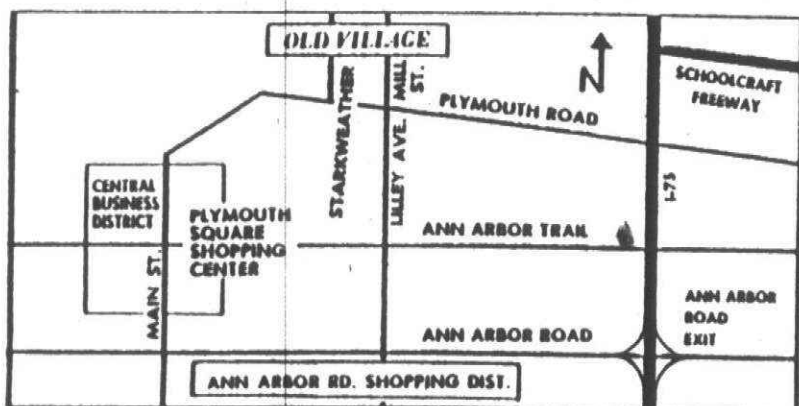 OLD VILLAGE
N
STARKWEATHER
LILLEY AVE.
MILL
ST.
PLYMOUTH ROAD
SCHOOLCRAFT
FREEWAY
I-75
CENTRAL
BUSINESS
DISTRICT
PLYMOUTH
SQUARE
SHOPPING
CENTER
MAIN ST.
ANN ARBOR TRAIL
ANN ARBOR ROAD
ANN ARBOR
ROAD
EXIT
ANN ARBOR RD. SHOPPING DIST.